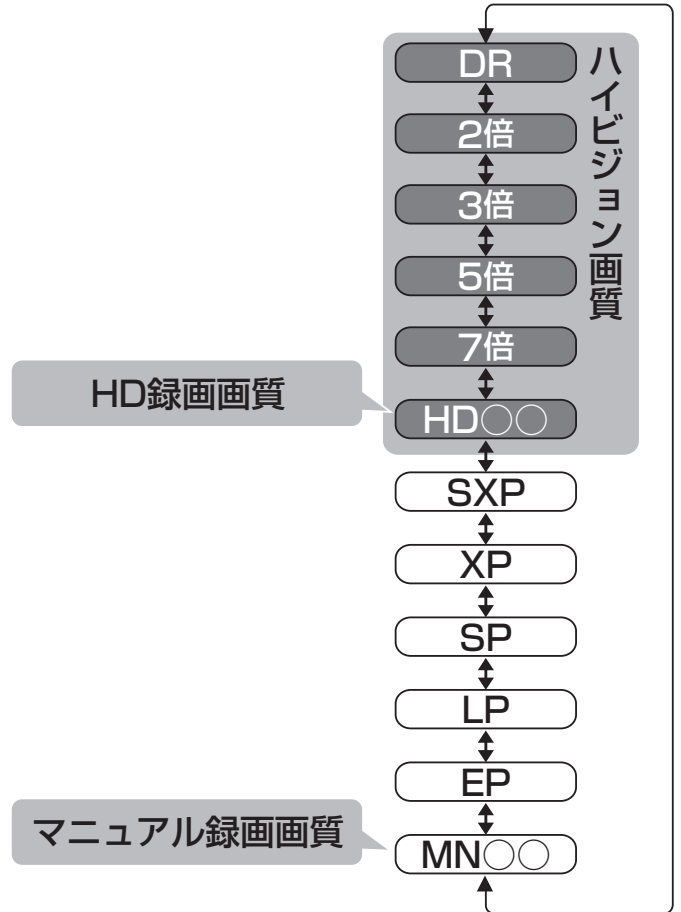 DR
2倍
3倍
5倍
7倍
HD○○
ハイビジョン画質
HD録画画質
SXP
XP
SP
LP
EP
MN○○
マニュアル録画画質